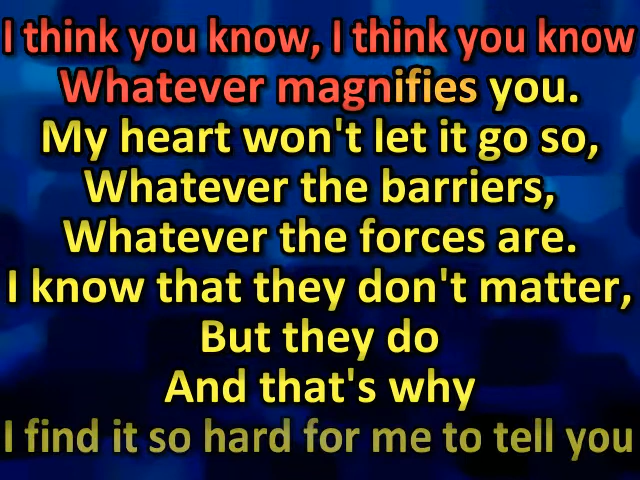 I think you know, I think you know
Whatever magnifies you.
My heart won't let it go so,
Whatever the barriers,
Whatever the forces are.
I know that they don't matter,
But they do
And that's why
I find it so hard for me to tell you